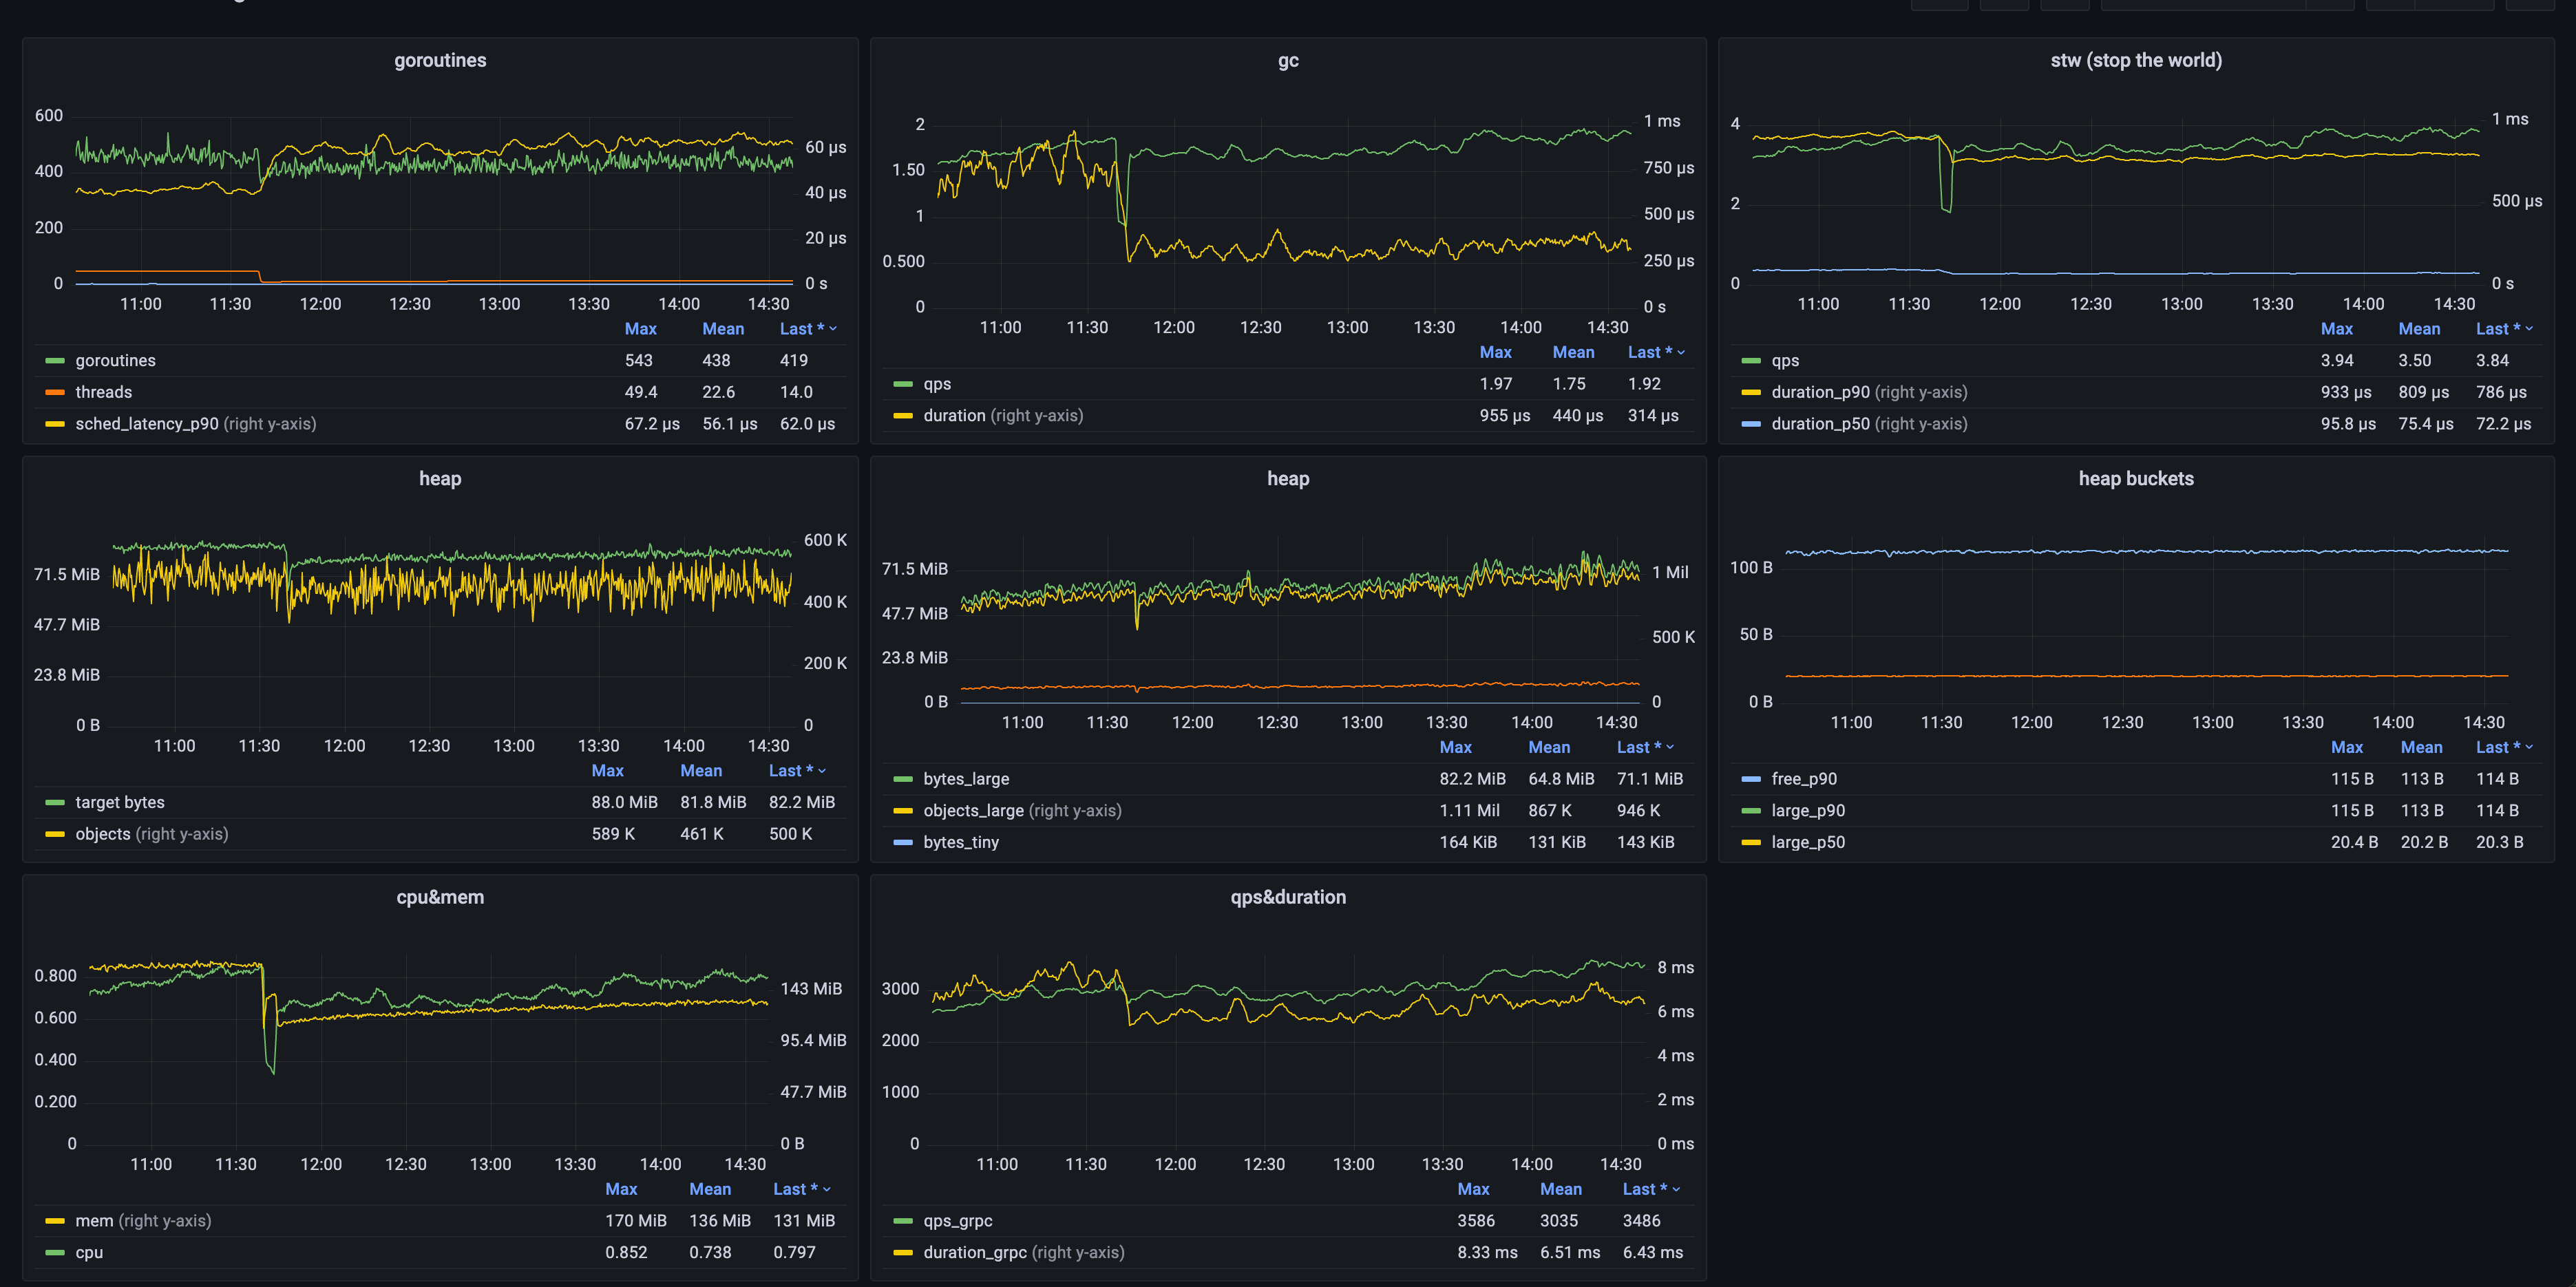 goroutines
600
400
200
0
60 µs
40 µs
20 µs
0 s
11:00 11:30 12:00 12:30 13:00 13:30 14:00 14:30
Max Mean Last *
goroutines 543 438 419
threads 49.4 22.6 14.0
sched_latency_p90 (right y-axis) 67.2 µs 56.1 µs 62.0 µs
gc
2
1.50
1
0.500
0
1 ms
750 µs
500 µs
250 µs
0 s
11:00 11:30 12:00 12:30 13:00 13:30 14:00 14:30
Max Mean Last *
qps 1.97 1.75 1.92
duration (right y-axis) 955 µs 440 µs 314 µs
stw (stop the world)
4
2
0
1 ms
500 µs
0 s
11:00 11:30 12:00 12:30 13:00 13:30 14:00 14:30
Max Mean Last *
qps 3.94 3.50 3.84
duration_p90 (right y-axis) 933 µs 809 µs 786 µs
duration_p50 (right y-axis) 95.8 µs 75.4 µs 72.2 µs
heap
71.5 MiB
47.7 MiB
23.8 MiB
0 B
600 K
400 K
200 K
0
11:00 11:30 12:00 12:30 13:00 13:30 14:00 14:30
Max Mean Last *
target bytes 88.0 MiB 81.8 MiB 82.2 MiB
objects (right y-axis) 589 K 461 K 500 K
heap
71.5 MiB
47.7 MiB
23.8 MiB
0 B
1 Mil
500 K
0
11:00 11:30 12:00 12:30 13:00 13:30 14:00 14:30
Max Mean Last *
bytes_large 82.2 MiB 64.8 MiB 71.1 MiB
objects_large (right y-axis) 1.11 Mil 867 K 946 K
bytes_tiny 164 KiB 131 KiB 143 KiB
heap buckets
100 B
50 B
0 B
11:00 11:30 12:00 12:30 13:00 13:30 14:00 14:30
Max Mean Last *
free_p90 115 B 113 B 114 B
large_p90 115 B 113 B 114 B
large_p50 20.4 B 20.2 B 20.3 B
cpu&mem
0.800
0.600
0.400
0.200
0
143 MiB
95.4 MiB
47.7 MiB
0 B
11:00 11:30 12:00 12:30 13:00 13:30 14:00 14:30
Max Mean Last *
mem (right y-axis) 170 MiB 136 MiB 131 MiB
cpu 0.852 0.738 0.797
qps&duration
3000
2000
1000
0
8 ms
6 ms
4 ms
2 ms
0 ms
11:00 11:30 12:00 12:30 13:00 13:30 14:00 14:30
Max Mean Last *
qps_grpc 3586 3035 3486
duration_grpc (right y-axis) 8.33 ms 6.51 ms 6.43 ms